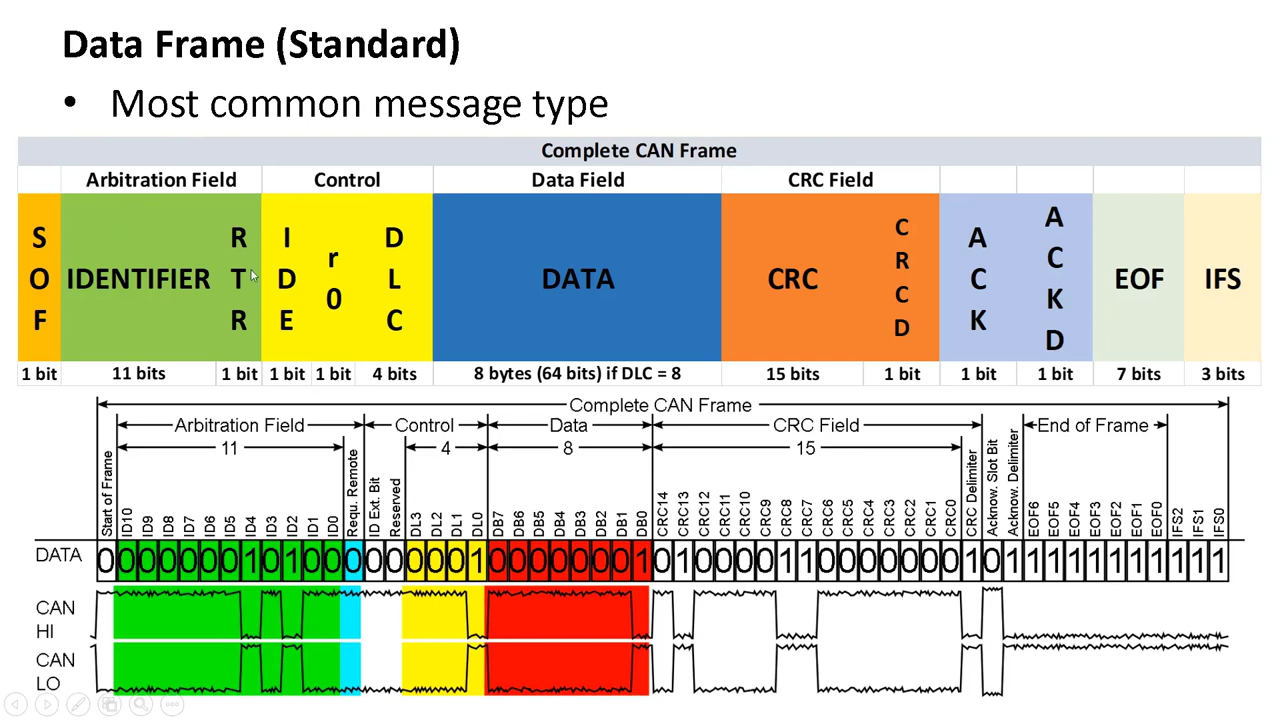 Data Frame (Standard)
• Most common message type
Complete CAN Frame
Arbitration Field Control Data Field CRC Field
SOF IDENTIFIER RTR IDE r0 DLC DATA CRC CRCD ACK ACKD EOF IFS
1 bit 11 bits 1 bit 1 bit 1 bit 4 bits 8 bytes (64 bits) if DLC = 8 15 bits 1 bit 1 bit 1 bit 7 bits 3 bits
Complete CAN Frame
Arbitration Field Control Data CRC Field End of Frame
11 4 8 15
Start of Frame ID10 ID9 ID8 ID7 ID6 ID5 ID4 ID3 ID2 ID1 ID0 Requ. Remote ID Ext. Bit Reserved DL3 DL2 DL1 DL0 DB7 DB6 DB5 DB4 DB3 DB2 DB1 DB0 CRC14 CRC13 CRC12 CRC11 CRC10 CRC9 CRC8 CRC7 CRC6 CRC5 CRC4 CRC3 CRC2 CRC1 CRC0 CRC Delimiter Acknow. Slot Bit Acknow. Delimiter EOF6 EOF5 EOF4 EOF3 EOF2 EOF1 EOF0 IFS2 IFS1 IFS0
DATA 0 0 0 0 0 0 0 1 0 1 0 0 0 0 0 0 0 0 1 0 0 0 0 0 0 0 1 0 1 0 0 0 0 1 1 0 0 0 0 0 0 0 1 0 1 1 1 1 1 1 1 1 1 1 1
CAN
HI
CAN
LO